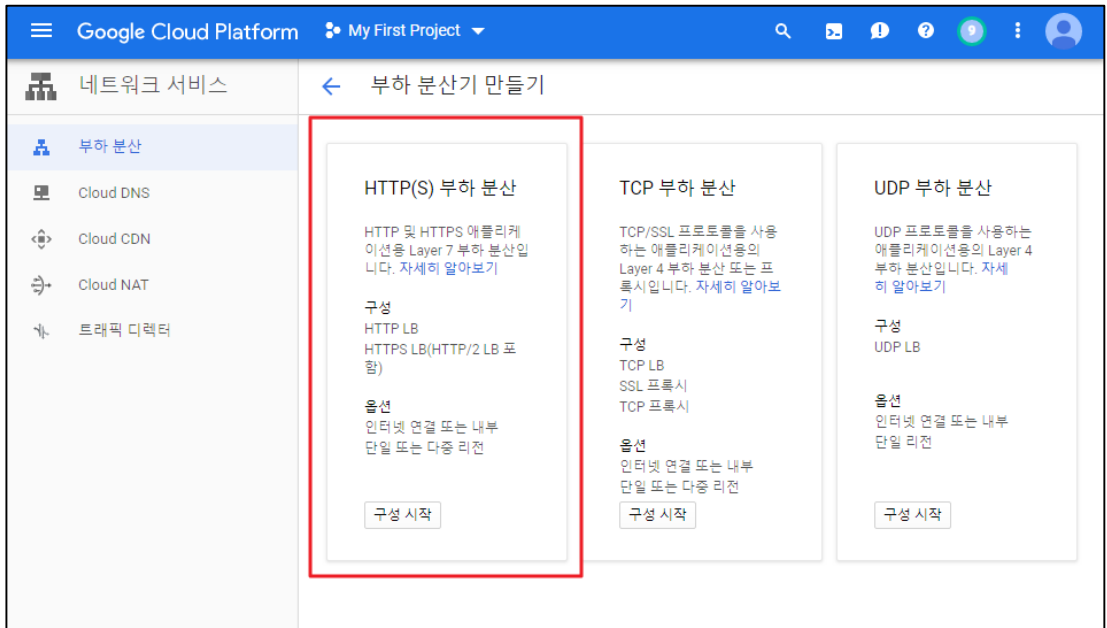 Google Cloud Platform
My First Project
9
네트워크 서비스
부하 분산기 만들기
부하 분산
Cloud DNS
Cloud CDN
Cloud NAT
트래픽 디렉터
HTTP(S) 부하 분산
HTTP 및 HTTPS 애플리케
이션용 Layer 7 부하 분산입
니다. 자세히 알아보기
구성
HTTP LB
HTTPS LB(HTTP/2 LB 포
함)
옵션
인터넷 연결 또는 내부
단일 또는 다중 리전
구성 시작
TCP 부하 분산
TCP/SSL 프로토콜을 사용
하는 애플리케이션용의
Layer 4 부하 분산 또는 프
록시입니다. 자세히 알아보
기
구성
TCP LB
SSL 프록시
TCP 프록시
옵션
인터넷 연결 또는 내부
단일 또는 다중 리전
구성 시작
UDP 부하 분산
UDP 프로토콜을 사용하는
애플리케이션용의 Layer 4
부하 분산입니다. 자세
히 알아보기
구성
UDP LB
옵션
인터넷 연결 또는 내부
단일 리전
구성 시작